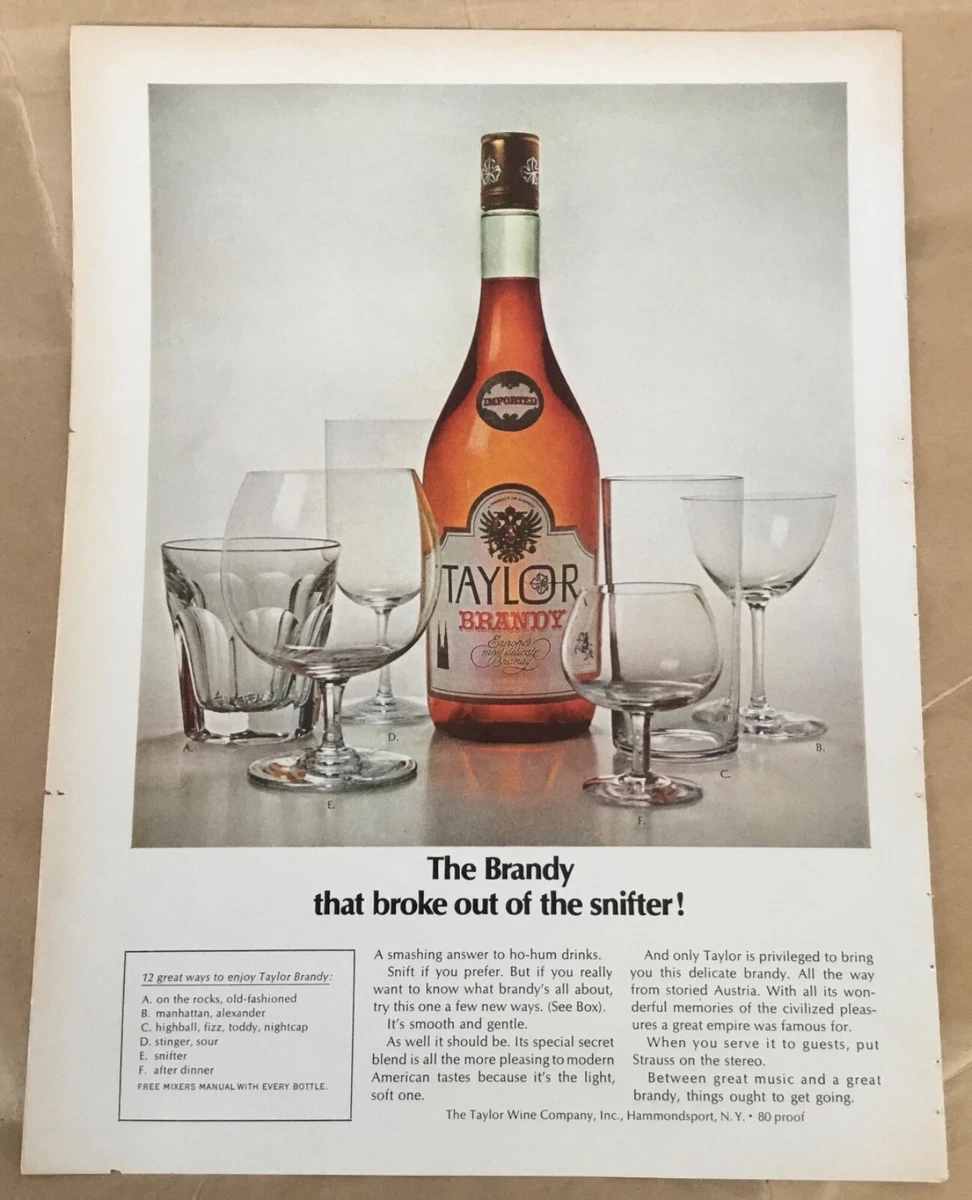 IMPORTED
TAYLOR
BRANDY
Europe's
most delicate
Brandy
A.
D.
B.
C.
E.
F.
The Brandy
that broke out of the snifter!
12 great ways to enjoy Taylor Brandy:
A. on the rocks, old-fashioned
B. manhattan, alexander
C. highball, fizz, toddy, nightcap
D. stinger, sour
E. snifter
F. after dinner
FREE MIXERS MANUAL WITH EVERY BOTTLE.
A smashing answer to ho-hum drinks.
Snift if you prefer. But if you really
want to know what brandy's all about,
try this one a few new ways. (See Box).
It's smooth and gentle.
As well it should be. Its special secret
blend is all the more pleasing to modern
American tastes because it's the light,
soft one.
And only Taylor is privileged to bring
you this delicate brandy. All the way
from storied Austria. With all its won-
derful memories of the civilized pleas-
ures a great empire was famous for.
When you serve it to guests, put
Strauss on the stereo.
Between great music and a great
brandy, things ought to get going.
The Taylor Wine Company, Inc., Hammondsport, N.Y. • 80 proof